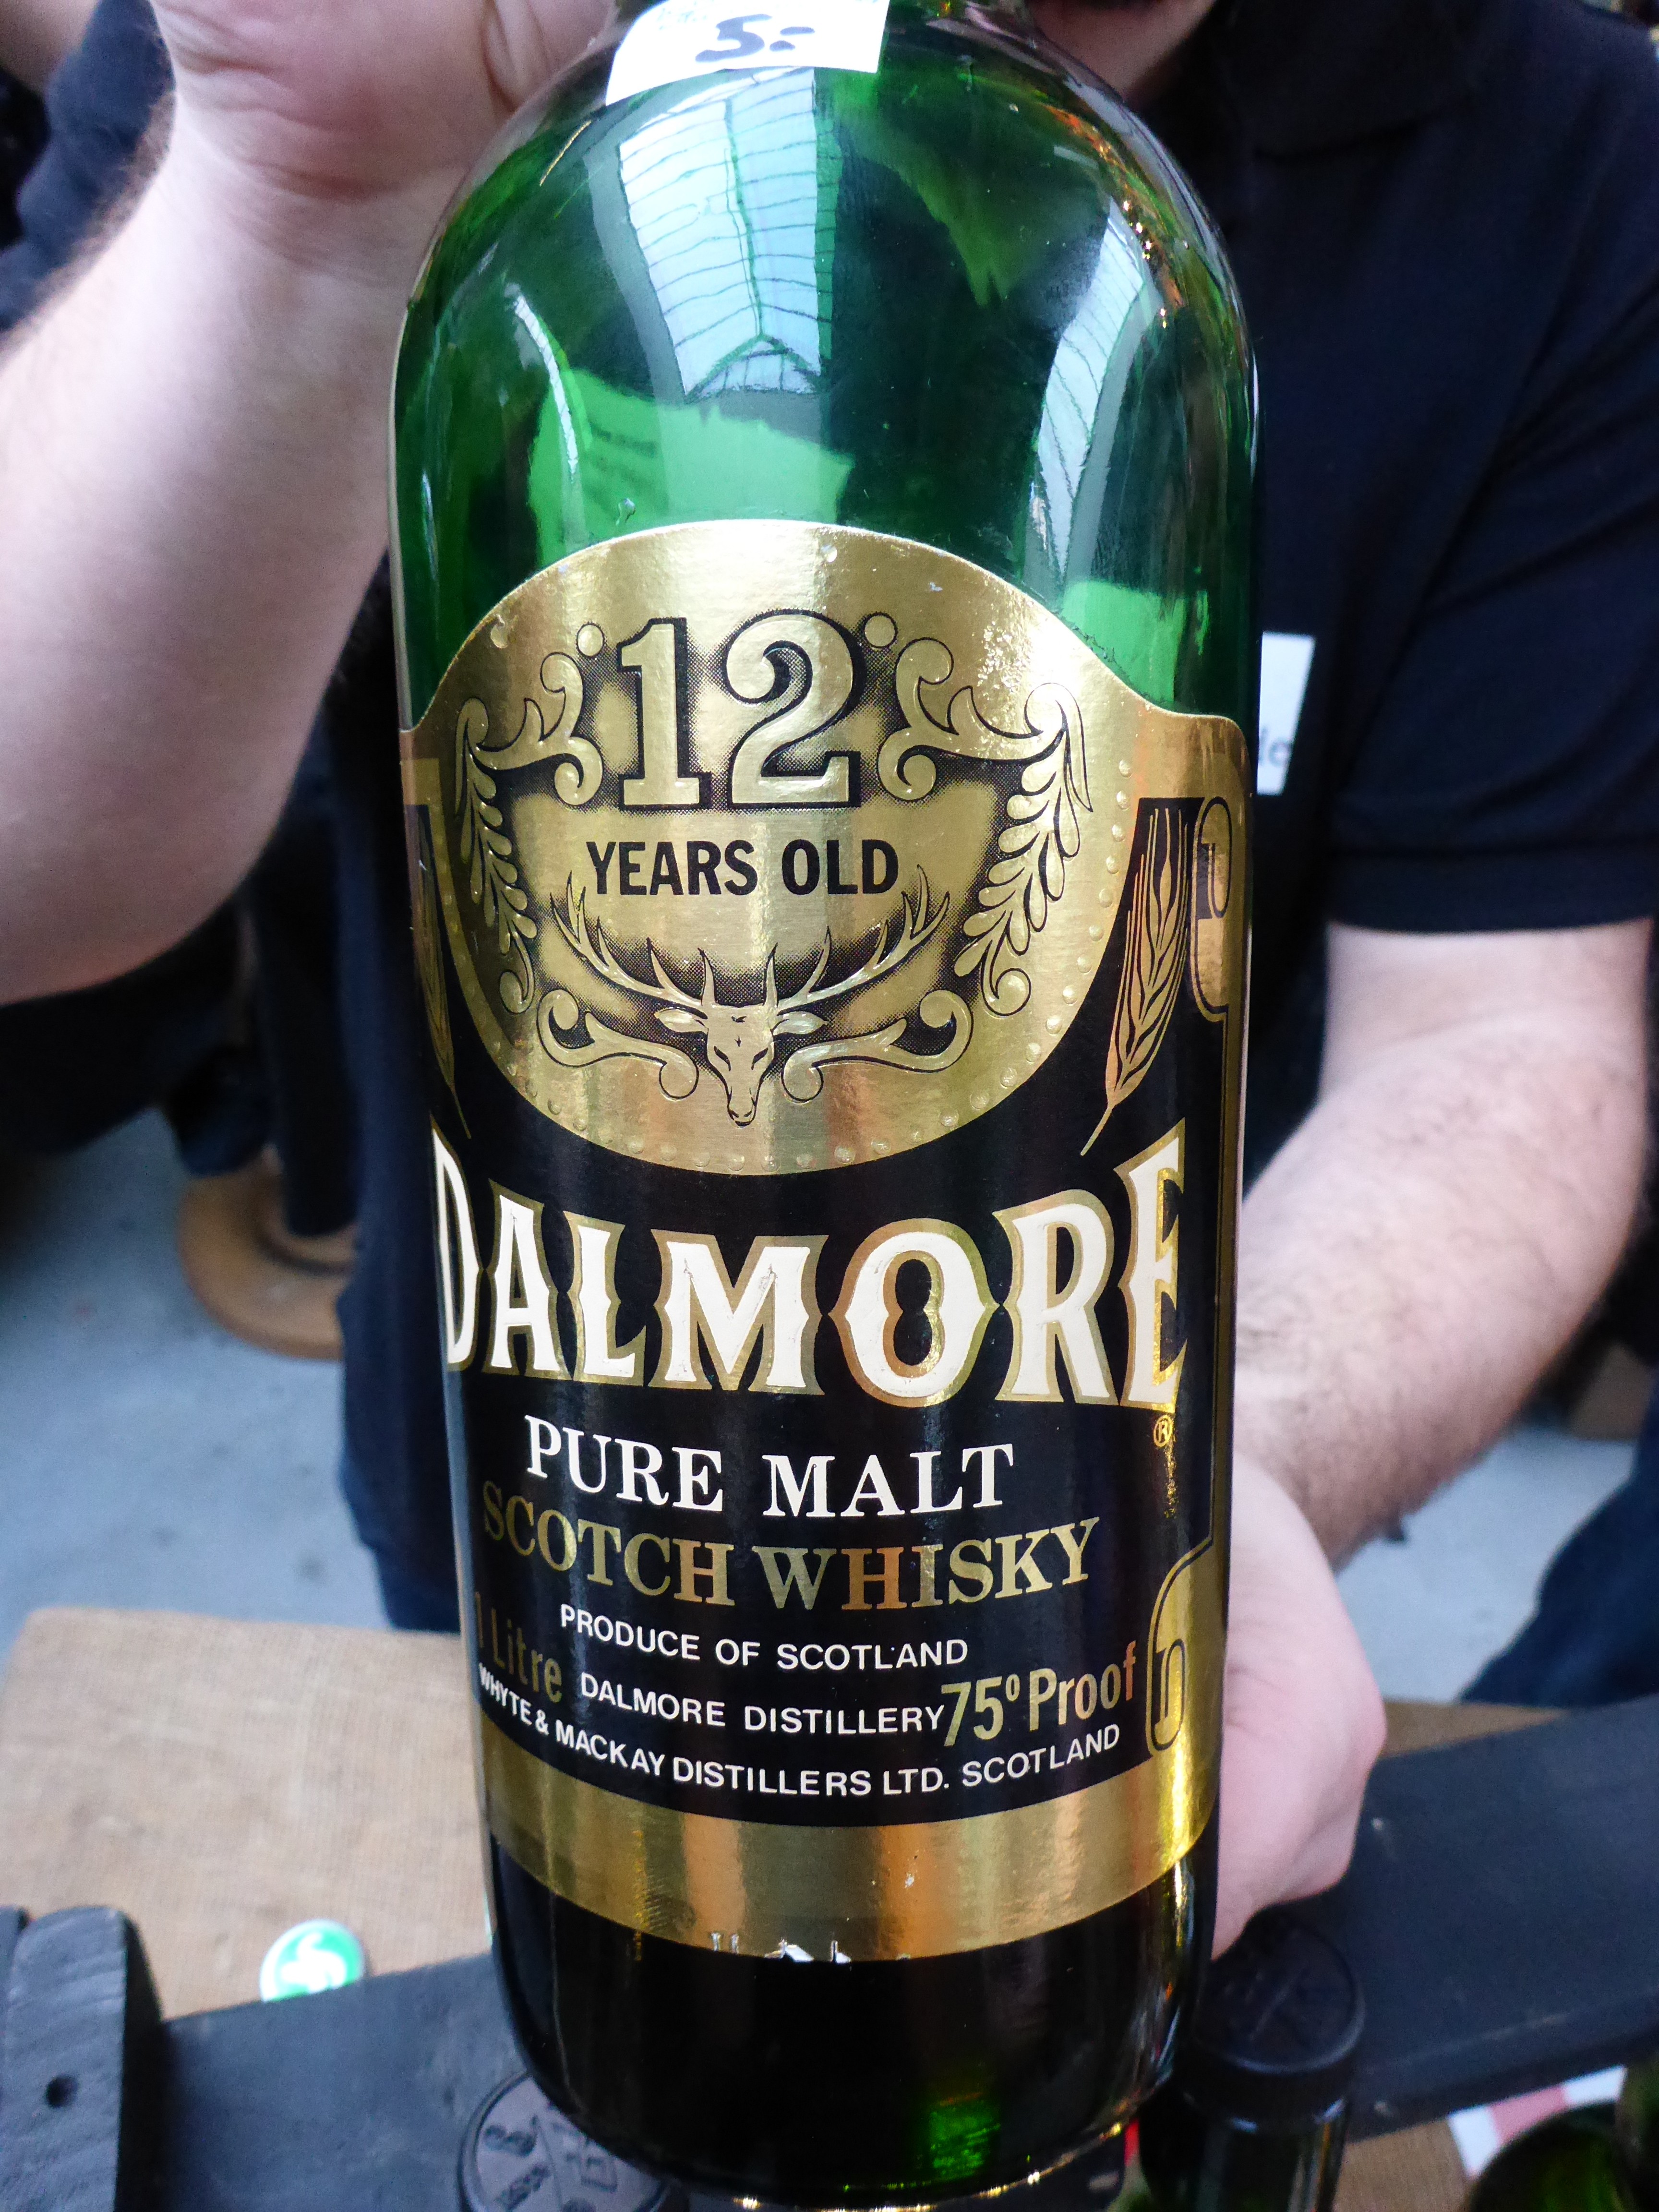 5.-
12
YEARS OLD
DALMORE
®
PURE MALT
SCOTCH WHISKY
PRODUCE OF SCOTLAND
1 Litre DALMORE DISTILLERY 75º Proof
WHYTE & MACKAY DISTILLERS LTD. SCOTLAND
D
D